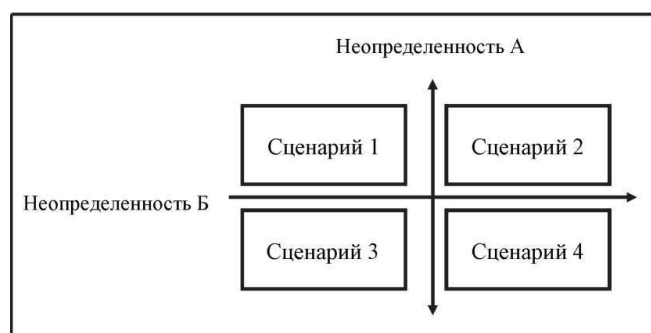 Неопределенность А
Сценарий 1
Сценарий 2
Неопределенность Б
Сценарий 3
Сценарий 4